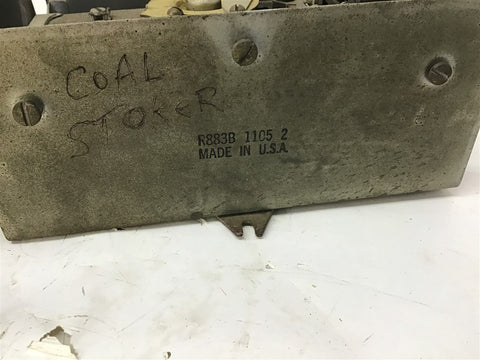 COAL
STOKER
R883B 1105 2
MADE IN U.S.A.